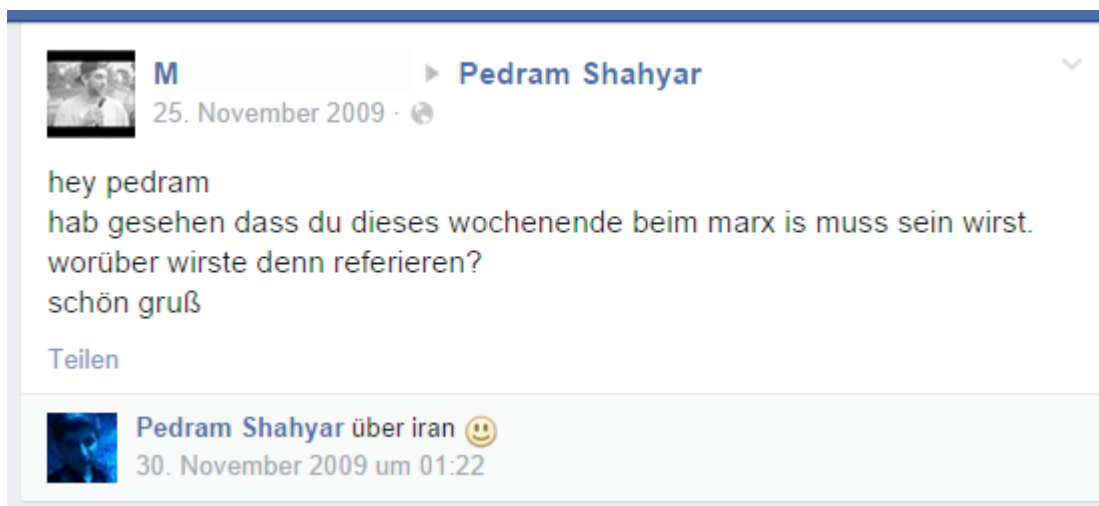 M ▸ Pedram Shahyar
25. November 2009 ·
hey pedram
hab gesehen dass du dieses wochenende beim marx is muss sein wirst.
worüber wirste denn referieren?
schön gruß
Teilen
Pedram Shahyar über iran
30. November 2009 um 01:22